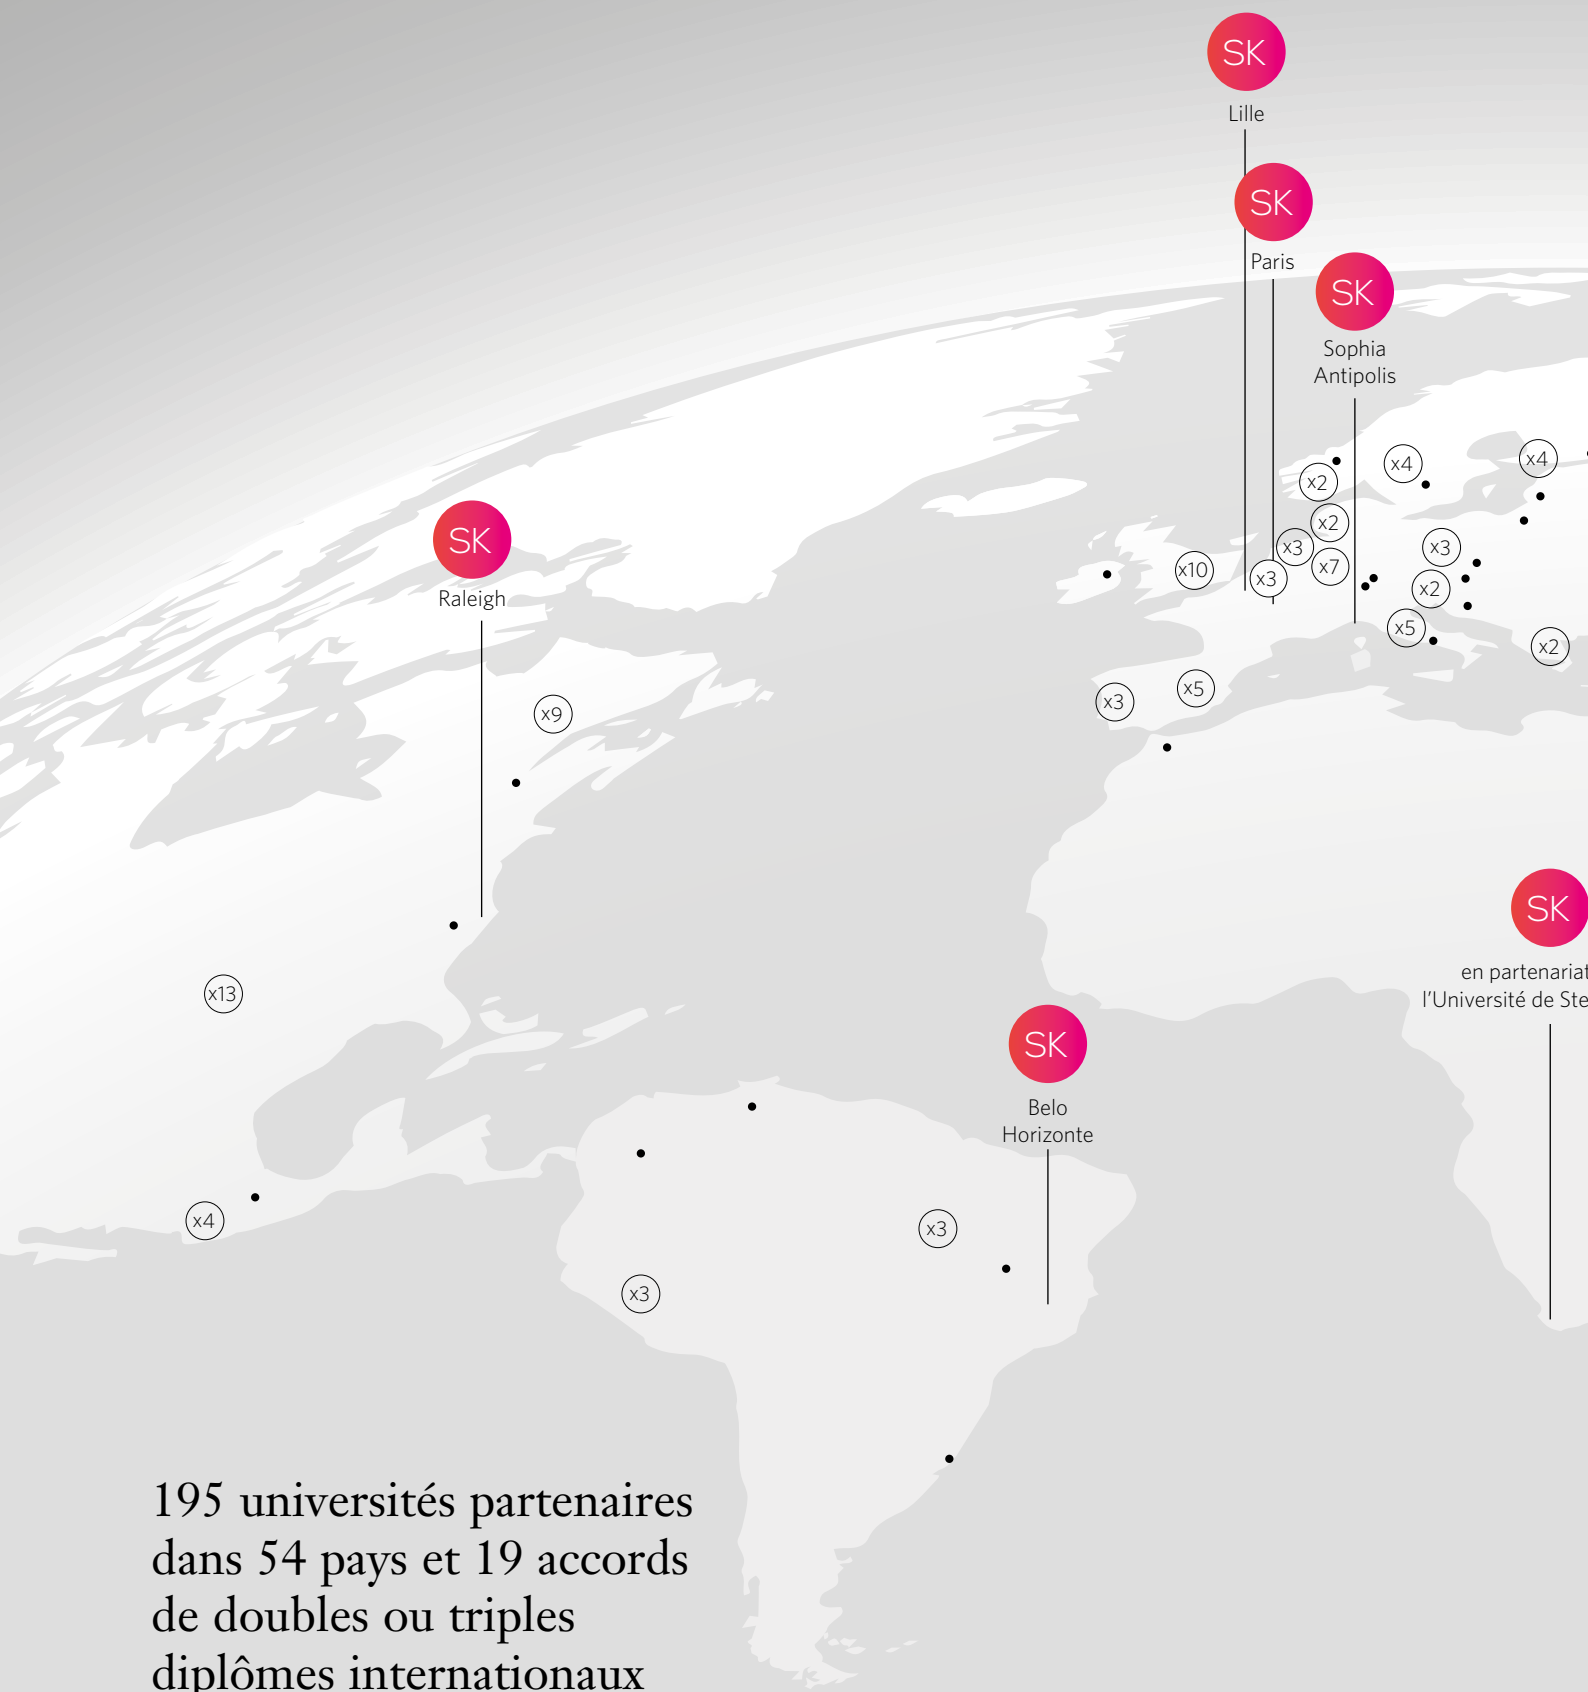 SK
Lille
SK
Paris
SK
Sophia
Antipolis
x4
x4
x2
x2
x3
x3
x7
x10
x3
x2
x5
x2
SK
Raleigh
x9
x3
x5
x13
SK
en partenariat
l'Université de Ste
SK
Belo
Horizonte
x4
x3
x3
195 universités partenaires
dans 54 pays et 19 accords
de doubles ou triples
diplômes internationaux